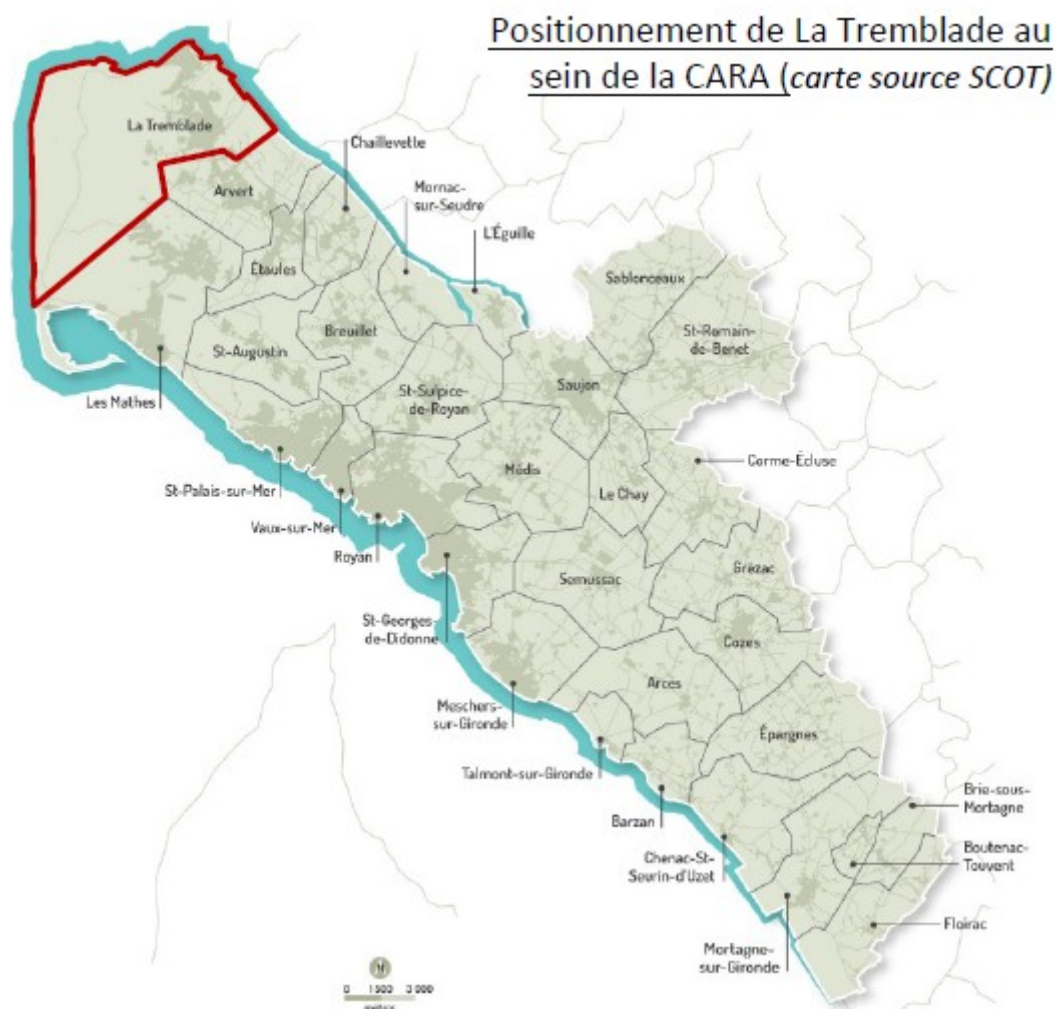 Positionnement de La Tremblade au
sein de la CARA (carte source SCOT)
La Tremblade
Chaillevette
Arvert
Mornac-
sur-Seudre
L'Éguille
Étaules
Sablonceaux
Breuillet
St-Augustin
St-Romain-
de-Benet
Saujon
St-Sulpice-
de-Royan
Les Mathes
Médis
Corme-Écluse
St-Palais-sur-Mer
Le Chay
Vaux-sur-Mer
Royan
Semussac
Grézac
St-Georges-
de-Didonne
Cozes
Arces
Meschers-
sur-Gironde
Épargnes
Talmont-sur-Gironde
Brie-sous-
Mortagne
Barzan
Boutenac-
Touvent
Chenac-St-
Seurin-d'Uzet
Floirac
Mortagne-
sur-Gironde
N
0 1 500 3 000
mètres